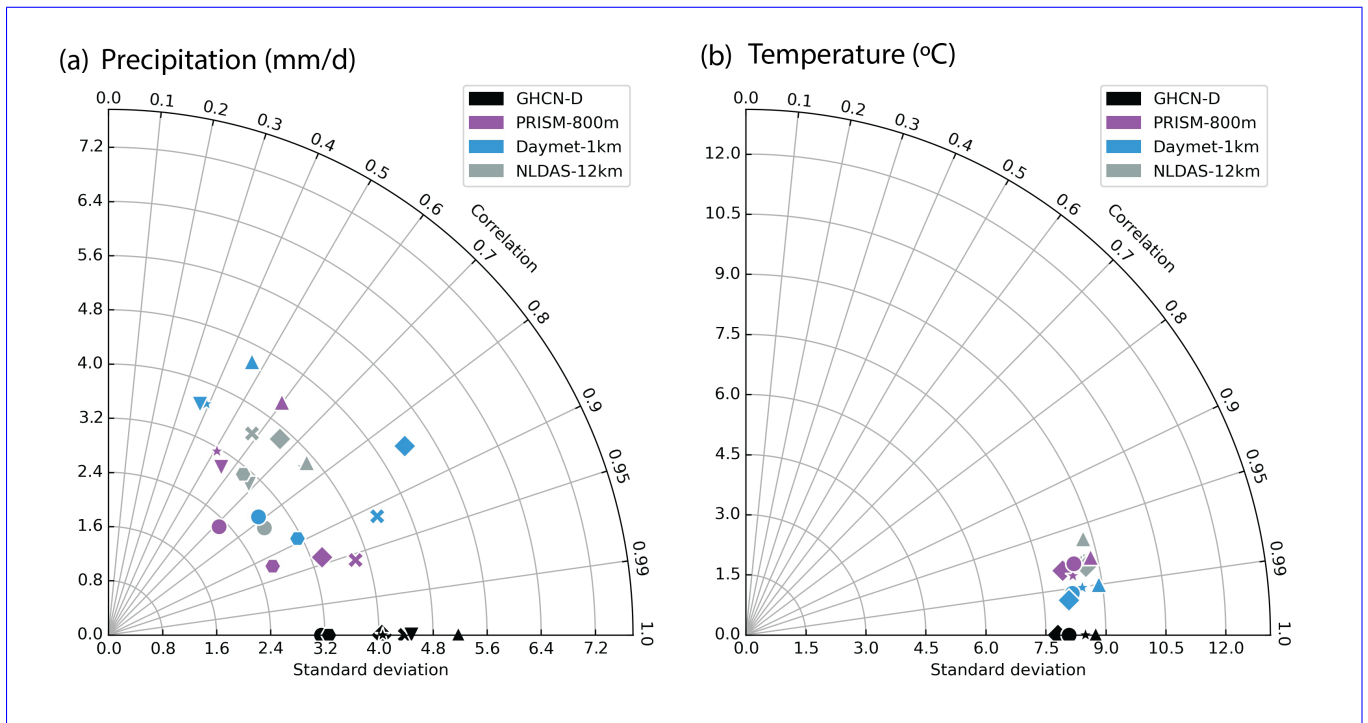 (a) Precipitation (mm/d)
GHCN-D
PRISM-800m
Daymet-1km
NLDAS-12km
0.0
0.1
0.2
0.3
0.4
0.5
0.6
0.7
0.8
0.9
0.95
0.99
1.0
Correlation
7.2
6.4
5.6
4.8
4.0
3.2
2.4
1.6
0.8
0.0
0.0 0.8 1.6 2.4 3.2 4.0 4.8 5.6 6.4 7.2
Standard deviation
(b) Temperature (ºC)
GHCN-D
PRISM-800m
Daymet-1km
NLDAS-12km
0.0
0.1
0.2
0.3
0.4
0.5
0.6
0.7
0.8
0.9
0.95
0.99
1.0
Correlation
12.0
10.5
9.0
7.5
6.0
4.5
3.0
1.5
0.0
0.0 1.5 3.0 4.5 6.0 7.5 9.0 10.5 12.0
Standard deviation